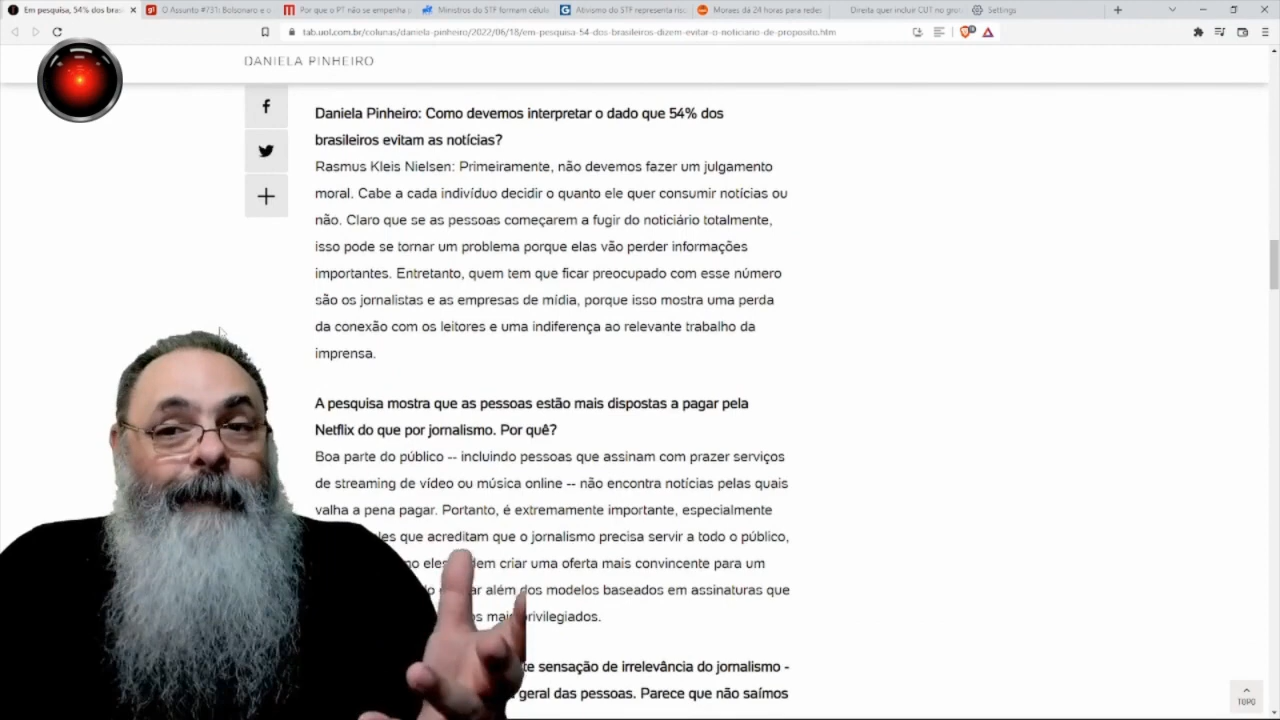 Em pesquisa, 54% dos bras
O Assunto #731: Bolsonaro e o
Por que o PT não se empenha p
Ministros do STF formam célula
Ativismo do STF representa risc
Moraes dá 24 horas para redes
Direita quer incluir CUT no gros
Settings
tab.uol.com.br/colunas/daniela-pinheiro/2022/06/18/em-pesquisa-54-dos-brasileiros-dizem-evitar-o-noticiario-de-proposito.htm
DANIELA PINHEIRO
Daniela Pinheiro: Como devemos interpretar o dado que 54% dos
brasileiros evitam as notícias?
Rasmus Kleis Nielsen: Primeiramente, não devemos fazer um julgamento
moral. Cabe a cada indivíduo decidir o quanto ele quer consumir notícias ou
não. Claro que se as pessoas começarem a fugir do noticiário totalmente,
isso pode se tornar um problema porque elas vão perder informações
importantes. Entretanto, quem tem que ficar preocupado com esse número
são os jornalistas e as empresas de mídia, porque isso mostra uma perda
da conexão com os leitores e uma indiferença ao relevante trabalho da
imprensa.
A pesquisa mostra que as pessoas estão mais dispostas a pagar pela
Netflix do que por jornalismo. Por quê?
Boa parte do público -- incluindo pessoas que assinam com prazer serviços
de streaming de vídeo ou música online -- não encontra notícias pelas quais
valha a pena pagar. Portanto, é extremamente importante, especialmente
les que acreditam que o jornalismo precisa servir a todo o público,
no eles dem criar uma oferta mais convincente para um
ar além dos modelos baseados em assinaturas que
os mais privilegiados.
te sensação de irrelevância do jornalismo -
geral das pessoas. Parece que não saímos
TOPO